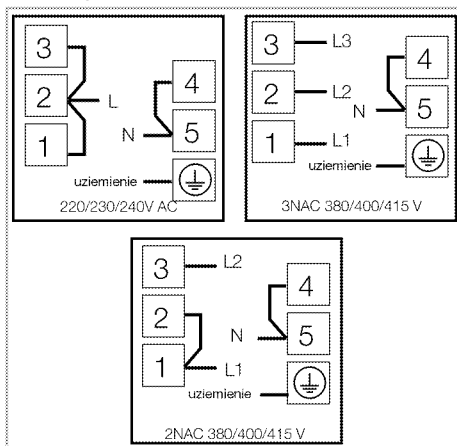 3
2
L
1
4
N
5
uziemienie
220/230/240V AC
3
L3
2
L2
1
L1
4
N
5
uziemienie
3NAC 380/400/415 V
3
L2
2
1
L1
4
N
5
uziemienie
2NAC 380/400/415 V